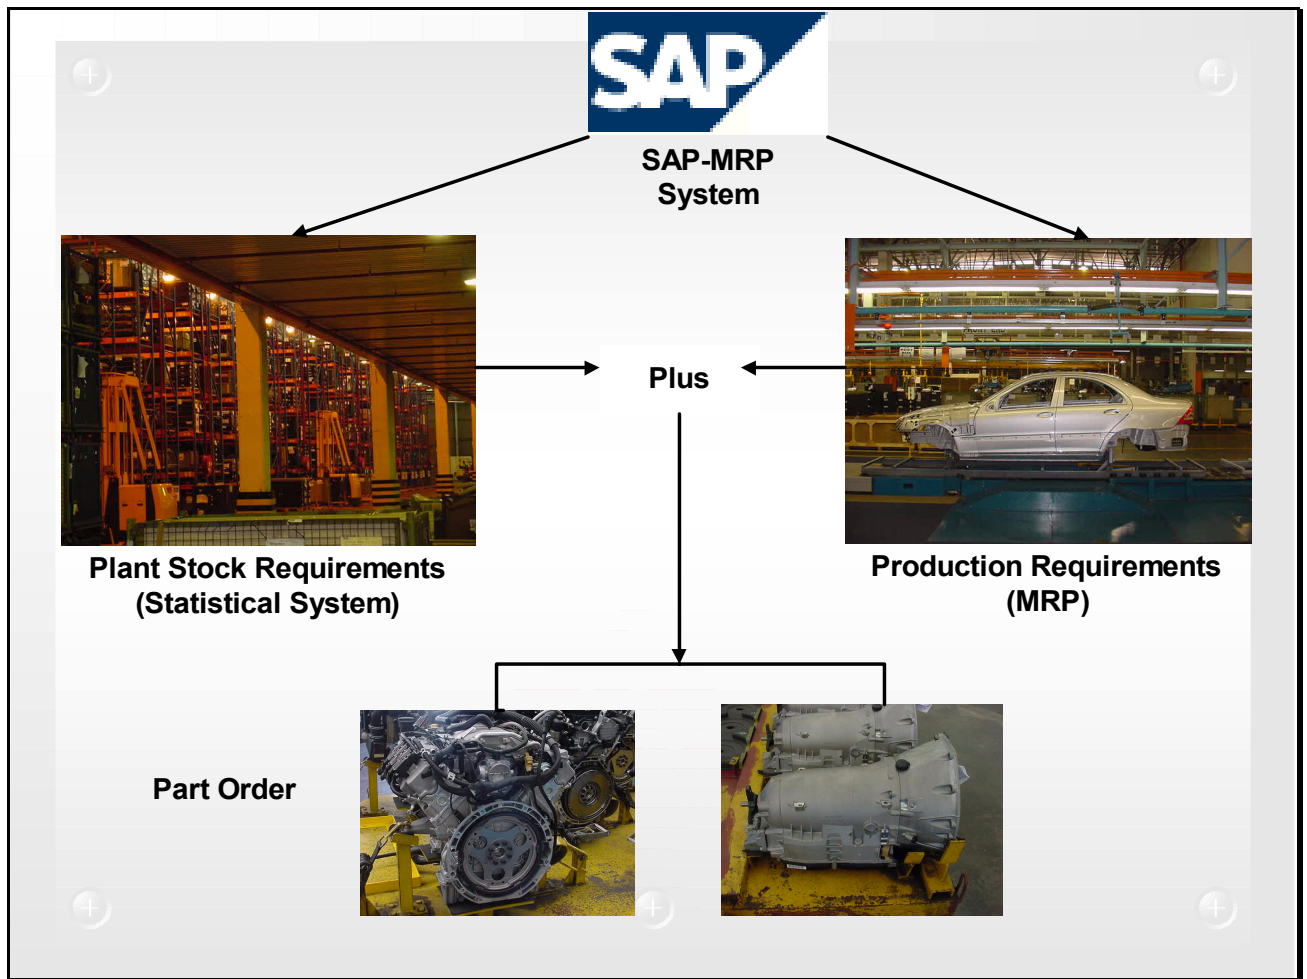 SAP
SAP-MRP
System
Plus
Plant Stock Requirements
(Statistical System)
Production Requirements
(MRP)
Part Order